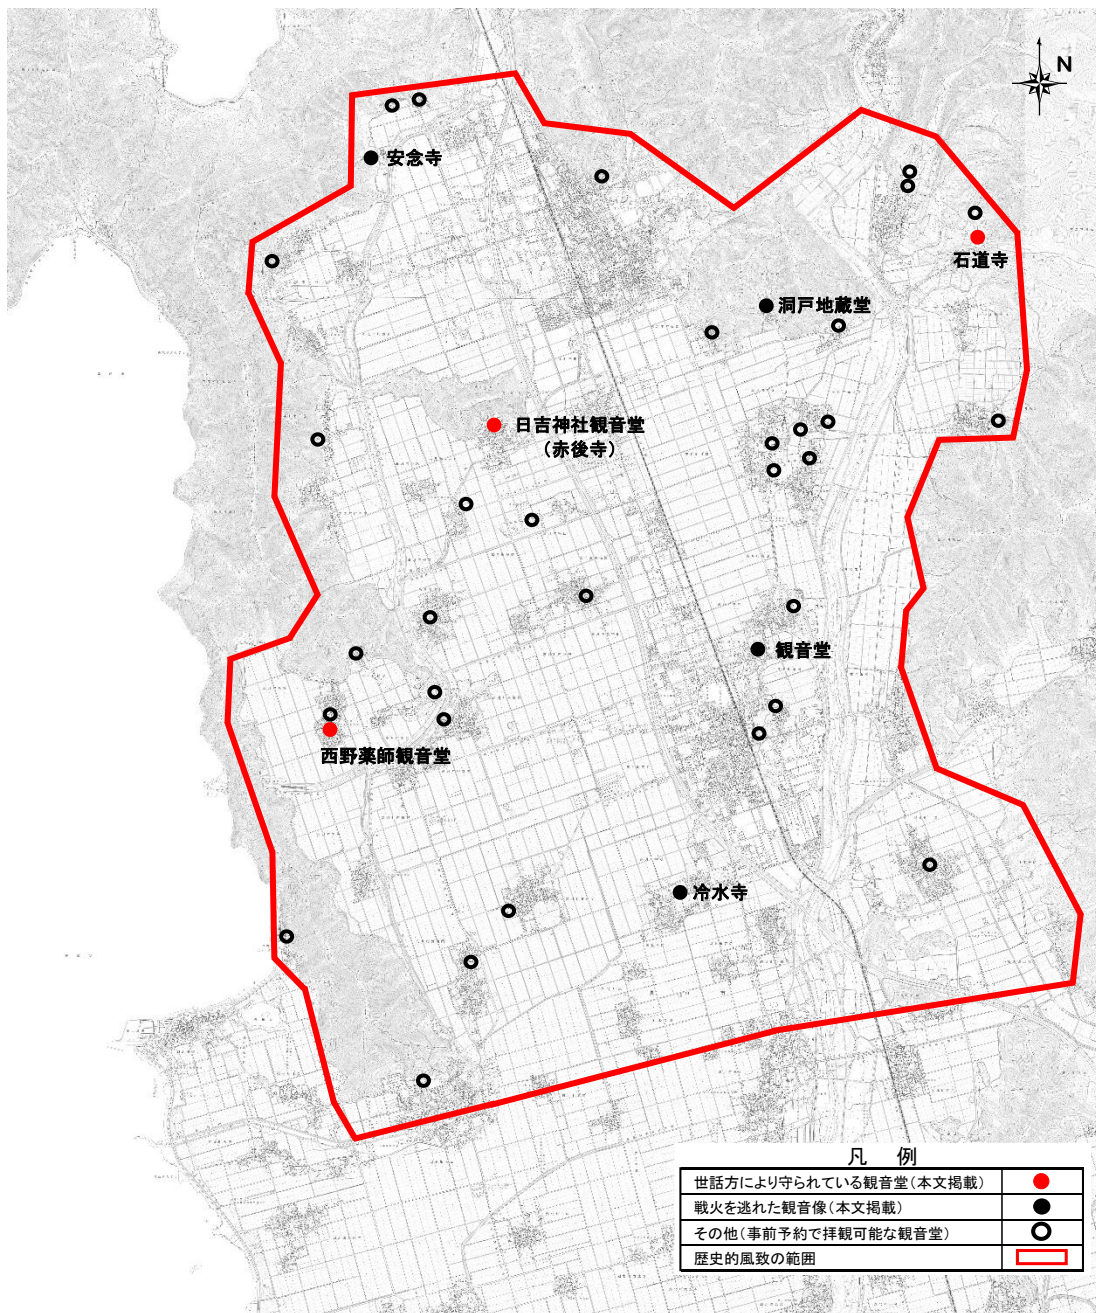 N
安念寺
石道寺
洞戸地蔵堂
日吉神社観音堂
（赤後寺）
観音堂
西野薬師観音堂
冷水寺
凡 例
世話方により守られている観音堂（本文掲載）
戦火を逃れた観音像（本文掲載）
その他（事前予約で拝観可能な観音堂）
歴史的風致の範囲